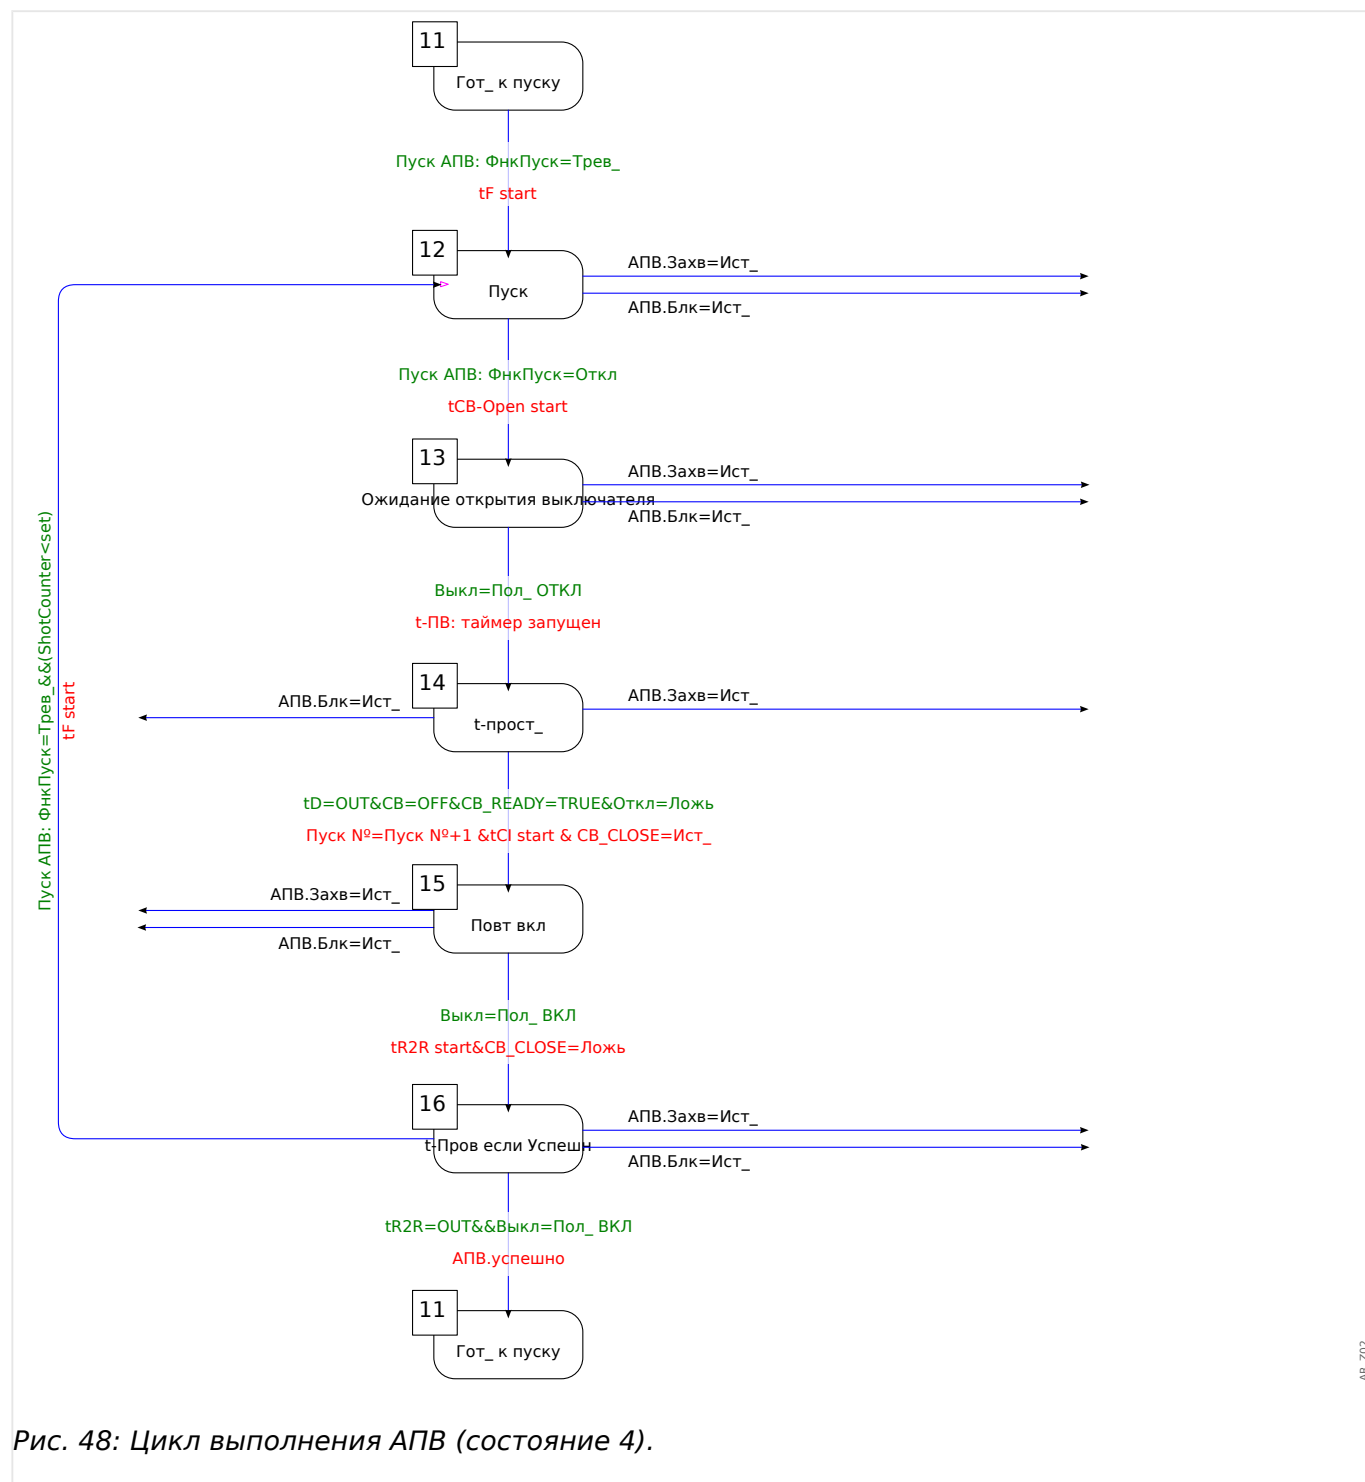 11
Гот_ к пуску
Пуск АПВ: ФнкПуск=Трев_
tF start
12
Пуск
АПВ.Захв=Ист_
АПВ.Блк=Ист_
Пуск АПВ: ФнкПуск=Откл
tCB-Open start
13
Ожидание открытия выключателя
АПВ.Захв=Ист_
АПВ.Блк=Ист_
Пуск АПВ: ФнкПуск=Трев_&&(ShotCounter<set)
tF start
Выкл=Пол_ ОТКЛ
t-ПВ: таймер запущен
14
t-прост_
АПВ.Блк=Ист_
АПВ.Захв=Ист_
tD=OUT&CB=OFF&CB_READY=TRUE&Откл=Ложь
Пуск №=Пуск №+1 &tCl start & CB_CLOSE=Ист_
15
Повт вкл
АПВ.Захв=Ист_
АПВ.Блк=Ист_
Выкл=Пол_ ВКЛ
tR2R start&CB_CLOSE=Ложь
16
t-Пров если Успешн
АПВ.Захв=Ист_
АПВ.Блк=Ист_
tR2R=OUT&&Выкл=Пол_ ВКЛ
АПВ.успешно
11
Гот_ к пуску
AR_Z02
Рис. 48: Цикл выполнения АПВ (состояние 4).